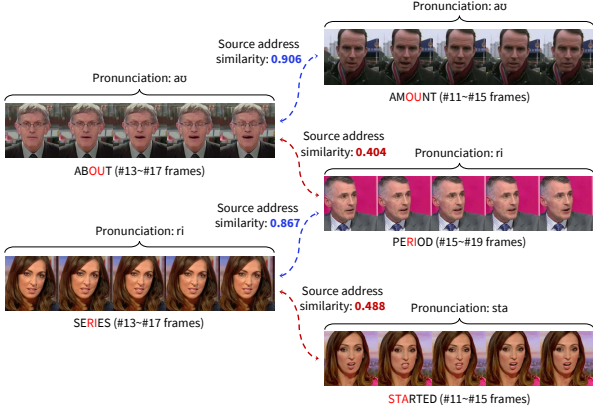 Pronunciation: aʊ
Source address
similarity: 0.906
AMOUNT (#11~#15 frames)
Pronunciation: aʊ
ABOUT (#13~#17 frames)
Source address
similarity: 0.404
Pronunciation: ri
PERIOD (#15~#19 frames)
Source address
similarity: 0.867
Pronunciation: ri
SERIES (#13~#17 frames)
Source address
similarity: 0.488
Pronunciation: sta
STARTED (#11~#15 frames)